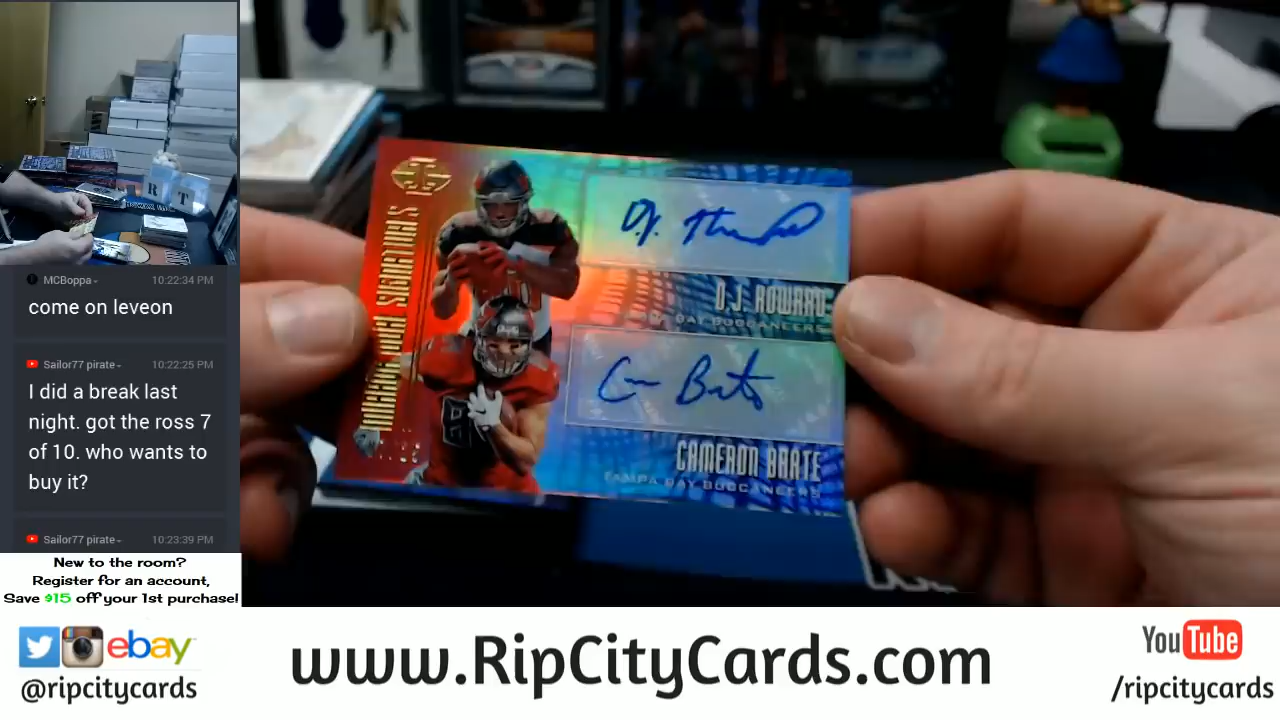 MCBoppa
10:22:34 PM
come on leveon
Sailor77 pirate
10:22:25 PM
I did a break last
night. got the ross 7
of 10. who wants to
buy it?
Sailor77 pirate
10:23:39 PM
New to the room?
Register for an account,
Save $15 off your 1st purchase!
ebay
@ripcitycards
www.RipCityCards.com
YouTube
/ripcitycards
R T
SIGNATURES
O.J. HOWARD
TAMPA BAY BUCCANEERS
CAMERON BRATE
TAMPA BAY BUCCANEERS